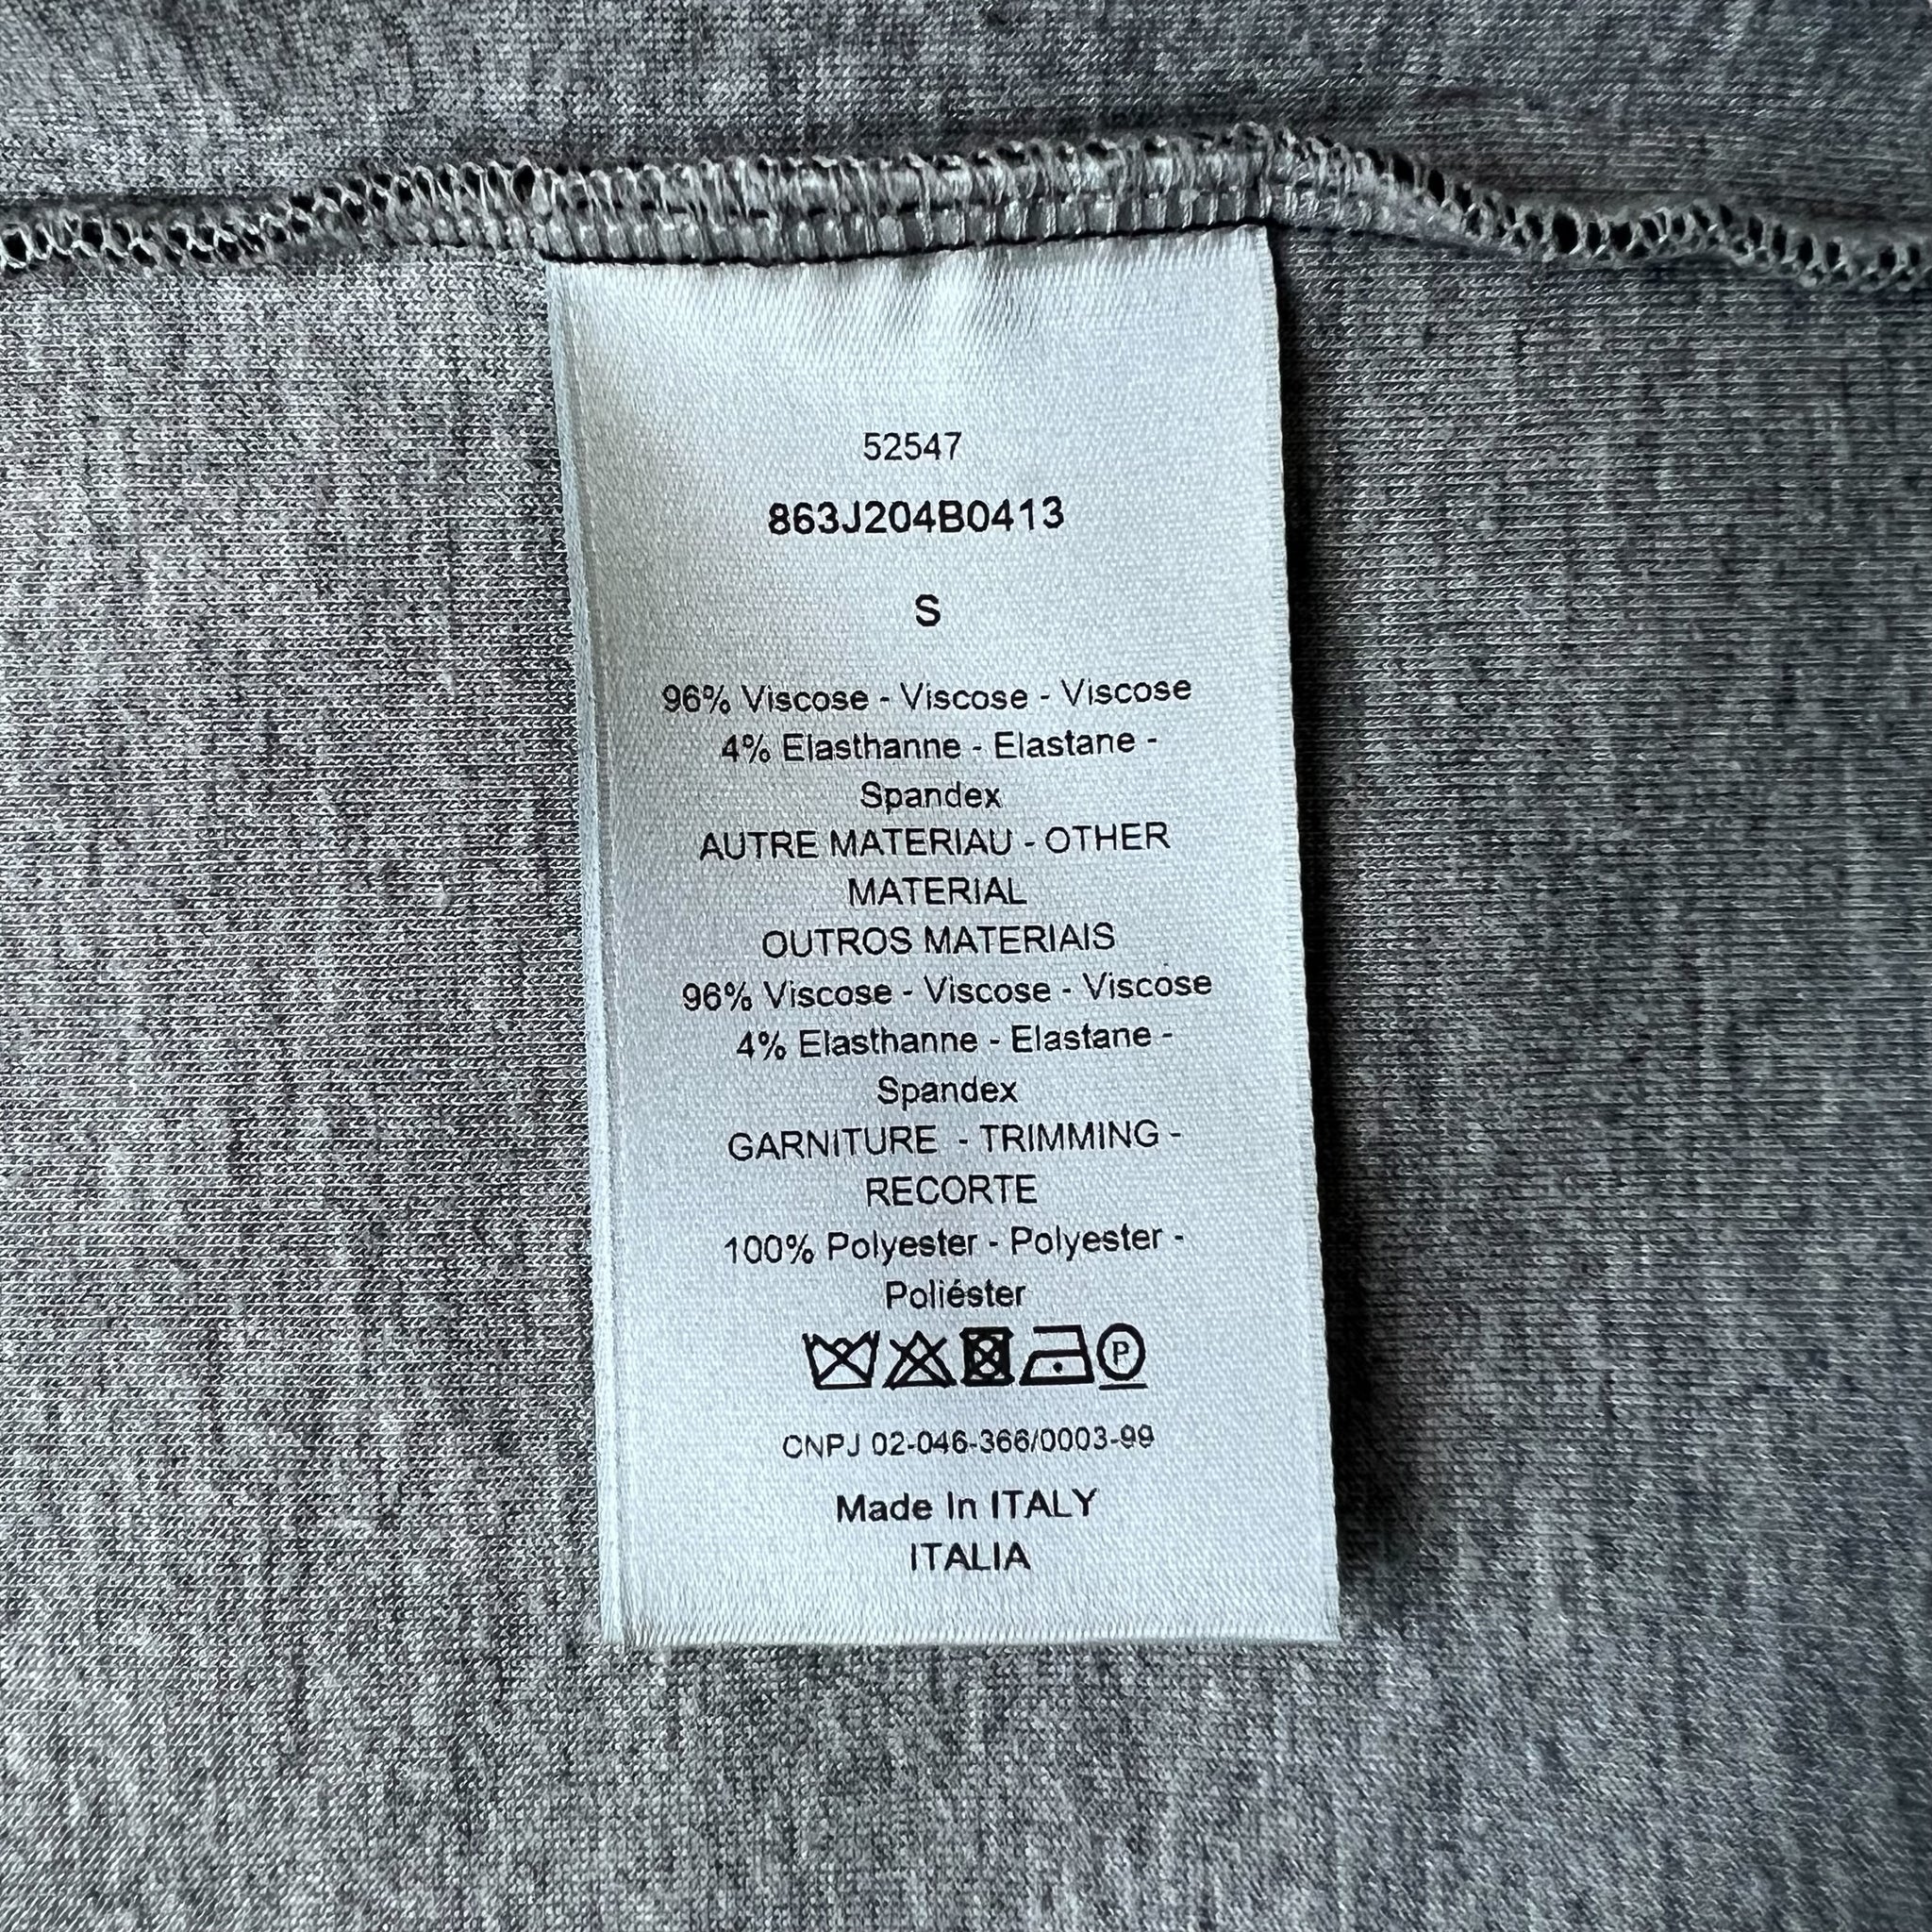 52547
863J204B0413
S
96% Viscose - Viscose - Viscose
4% Elasthanne - Elastane -
Spandex
AUTRE MATERIAU - OTHER
MATERIAL
OUTROS MATERIAIS
96% Viscose - Viscose - Viscose
4% Elasthanne - Elastane -
Spandex
GARNITURE - TRIMMING -
RECORTE
100% Polyester - Polyester -
Poliéster
P
CNPJ 02-046-366/0003-99
Made In ITALY
ITALIA